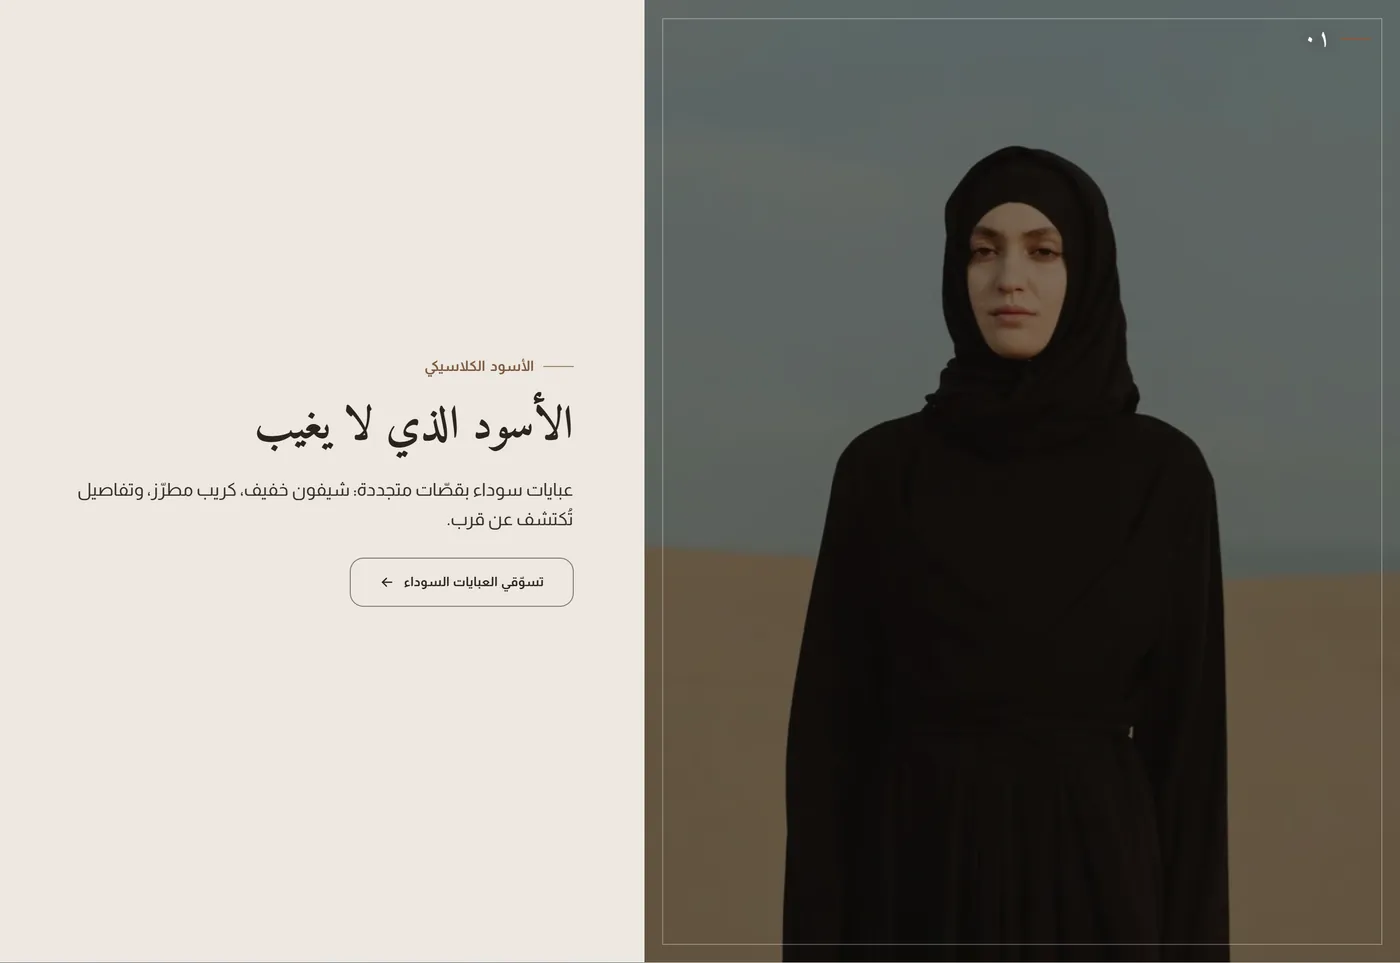 ٠١
الأسود الكلاسيكي
الأسود الذي لا يغيب
عبايات سوداء بقصّات متجددة: شيفون خفيف، كريب مطرّز، وتفاصيل
تُكتشف عن قرب.
تسوّقي العبايات السوداء ←